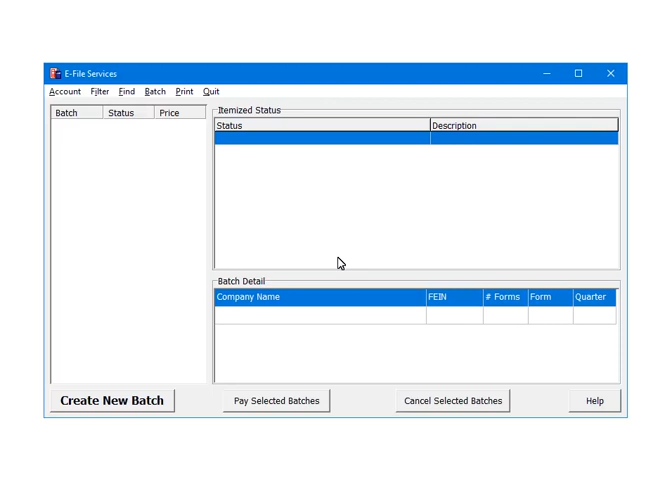 E-File Services
Account Filter Find Batch Print Quit
Batch Status Price
Itemized Status
Status Description
Batch Detail
Company Name FEIN # Forms Form Quarter
Create New Batch Pay Selected Batches Cancel Selected Batches Help